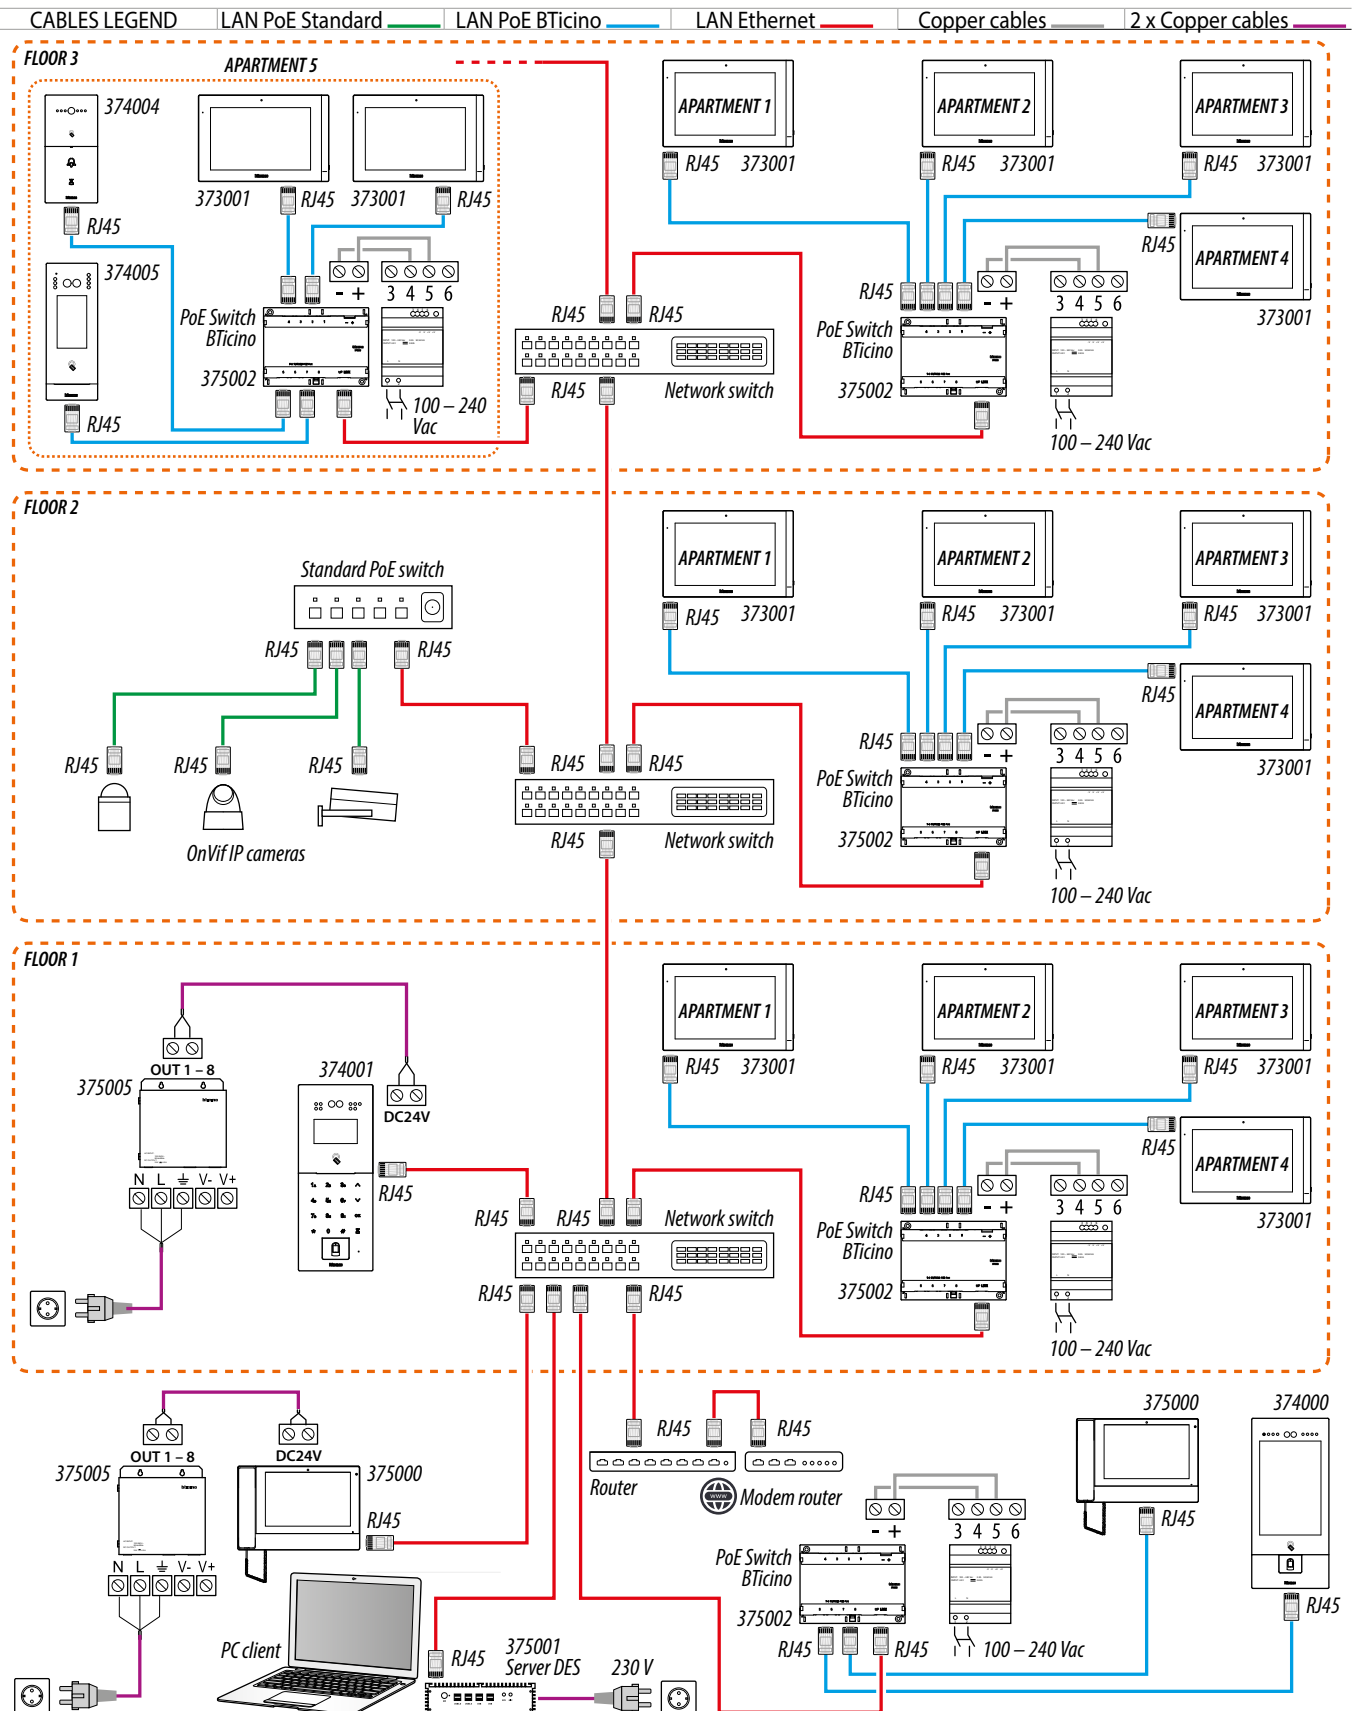 CABLES LEGEND LAN PoE Standard LAN PoE BTicino LAN Ethernet Copper cables 2 x Copper cables
FLOOR 3
APARTMENT 5
374004
RJ45
374005
RJ45
373001 RJ45 373001 RJ45
- + 3 4 5 6
PoE Switch
BTicino
375002
100 – 240
Vac
RJ45 RJ45
RJ45
Network switch
APARTMENT 1
RJ45 373001
APARTMENT 2
RJ45 373001
APARTMENT 3
RJ45 373001
APARTMENT 4
RJ45
373001
RJ45
- + 3 4 5 6
PoE Switch
BTicino
375002
100 – 240 Vac
FLOOR 2
Standard PoE switch
RJ45 RJ45
RJ45 RJ45 RJ45
OnVif IP cameras
RJ45 RJ45
RJ45
Network switch
APARTMENT 1
RJ45 373001
APARTMENT 2
RJ45 373001
APARTMENT 3
RJ45 373001
APARTMENT 4
RJ45
373001
RJ45
- + 3 4 5 6
PoE Switch
BTicino
375002
100 – 240 Vac
FLOOR 1
OUT 1 – 8
375005
N L V- V+
374001
DC24V
RJ45
RJ45 RJ45
Network switch
RJ45 RJ45
APARTMENT 1
RJ45 373001
APARTMENT 2
RJ45 373001
APARTMENT 3
RJ45 373001
APARTMENT 4
RJ45
373001
RJ45
- + 3 4 5 6
PoE Switch
BTicino
375002
100 – 240 Vac
OUT 1 – 8
375005
N L V- V+
DC24V
375000
RJ45
PC client
RJ45
375001
Server DES
230 V
RJ45 RJ45
Router
www
Modem router
- + 3 4 5 6
PoE Switch
BTicino
375002
RJ45 RJ45
100 – 240 Vac
375000
RJ45
374000
RJ45